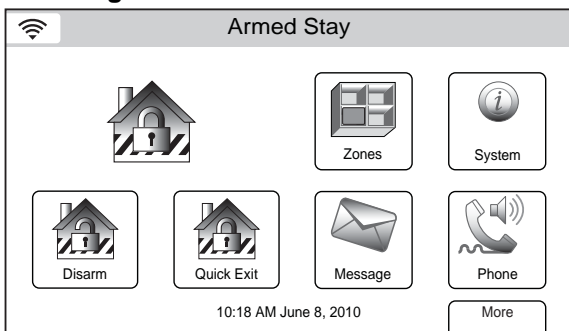 Armed Stay
Zones
System
Disarm
Quick Exit
Message
Phone
10:18 AM June 8, 2010
More